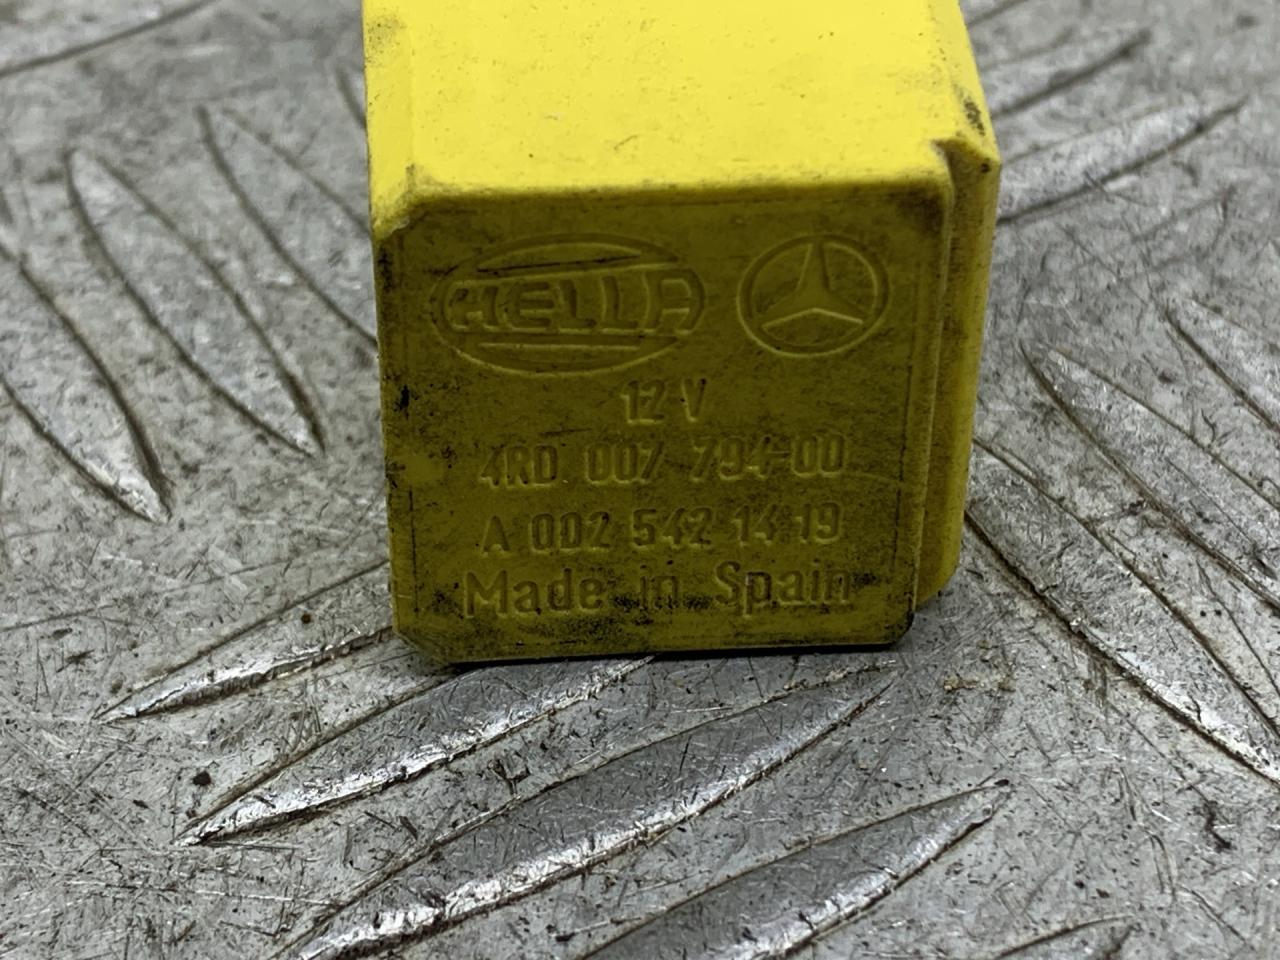 HELLA
12 V
4RD 007 794-00
A 002 542 14 19
Made in Spain